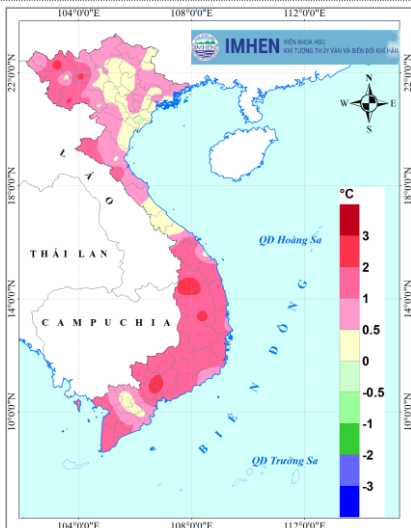 104°0'0"E 108°0'0"E 112°0'0"E
IMHEN VIỆN KHOA HỌC
KHÍ TƯỢNG THỦY VĂN VÀ BIẾN ĐỔI KHÍ HẬU
22°0'0"N 22°0'0"N
N
W E
S
LÀO
18°0'0"N 18°0'0"N
°C
QĐ Hoàng Sa
THÁI LAN
3
2
14°0'0"N 14°0'0"N
1
CAMPUCHIA
0.5
0
-0.5
-1
10°0'0"N 10°0'0"N
BIỂN ĐÔNG
-2
QĐ Trường Sa
-3
104°0'0"E 108°0'0"E 112°0'0"E